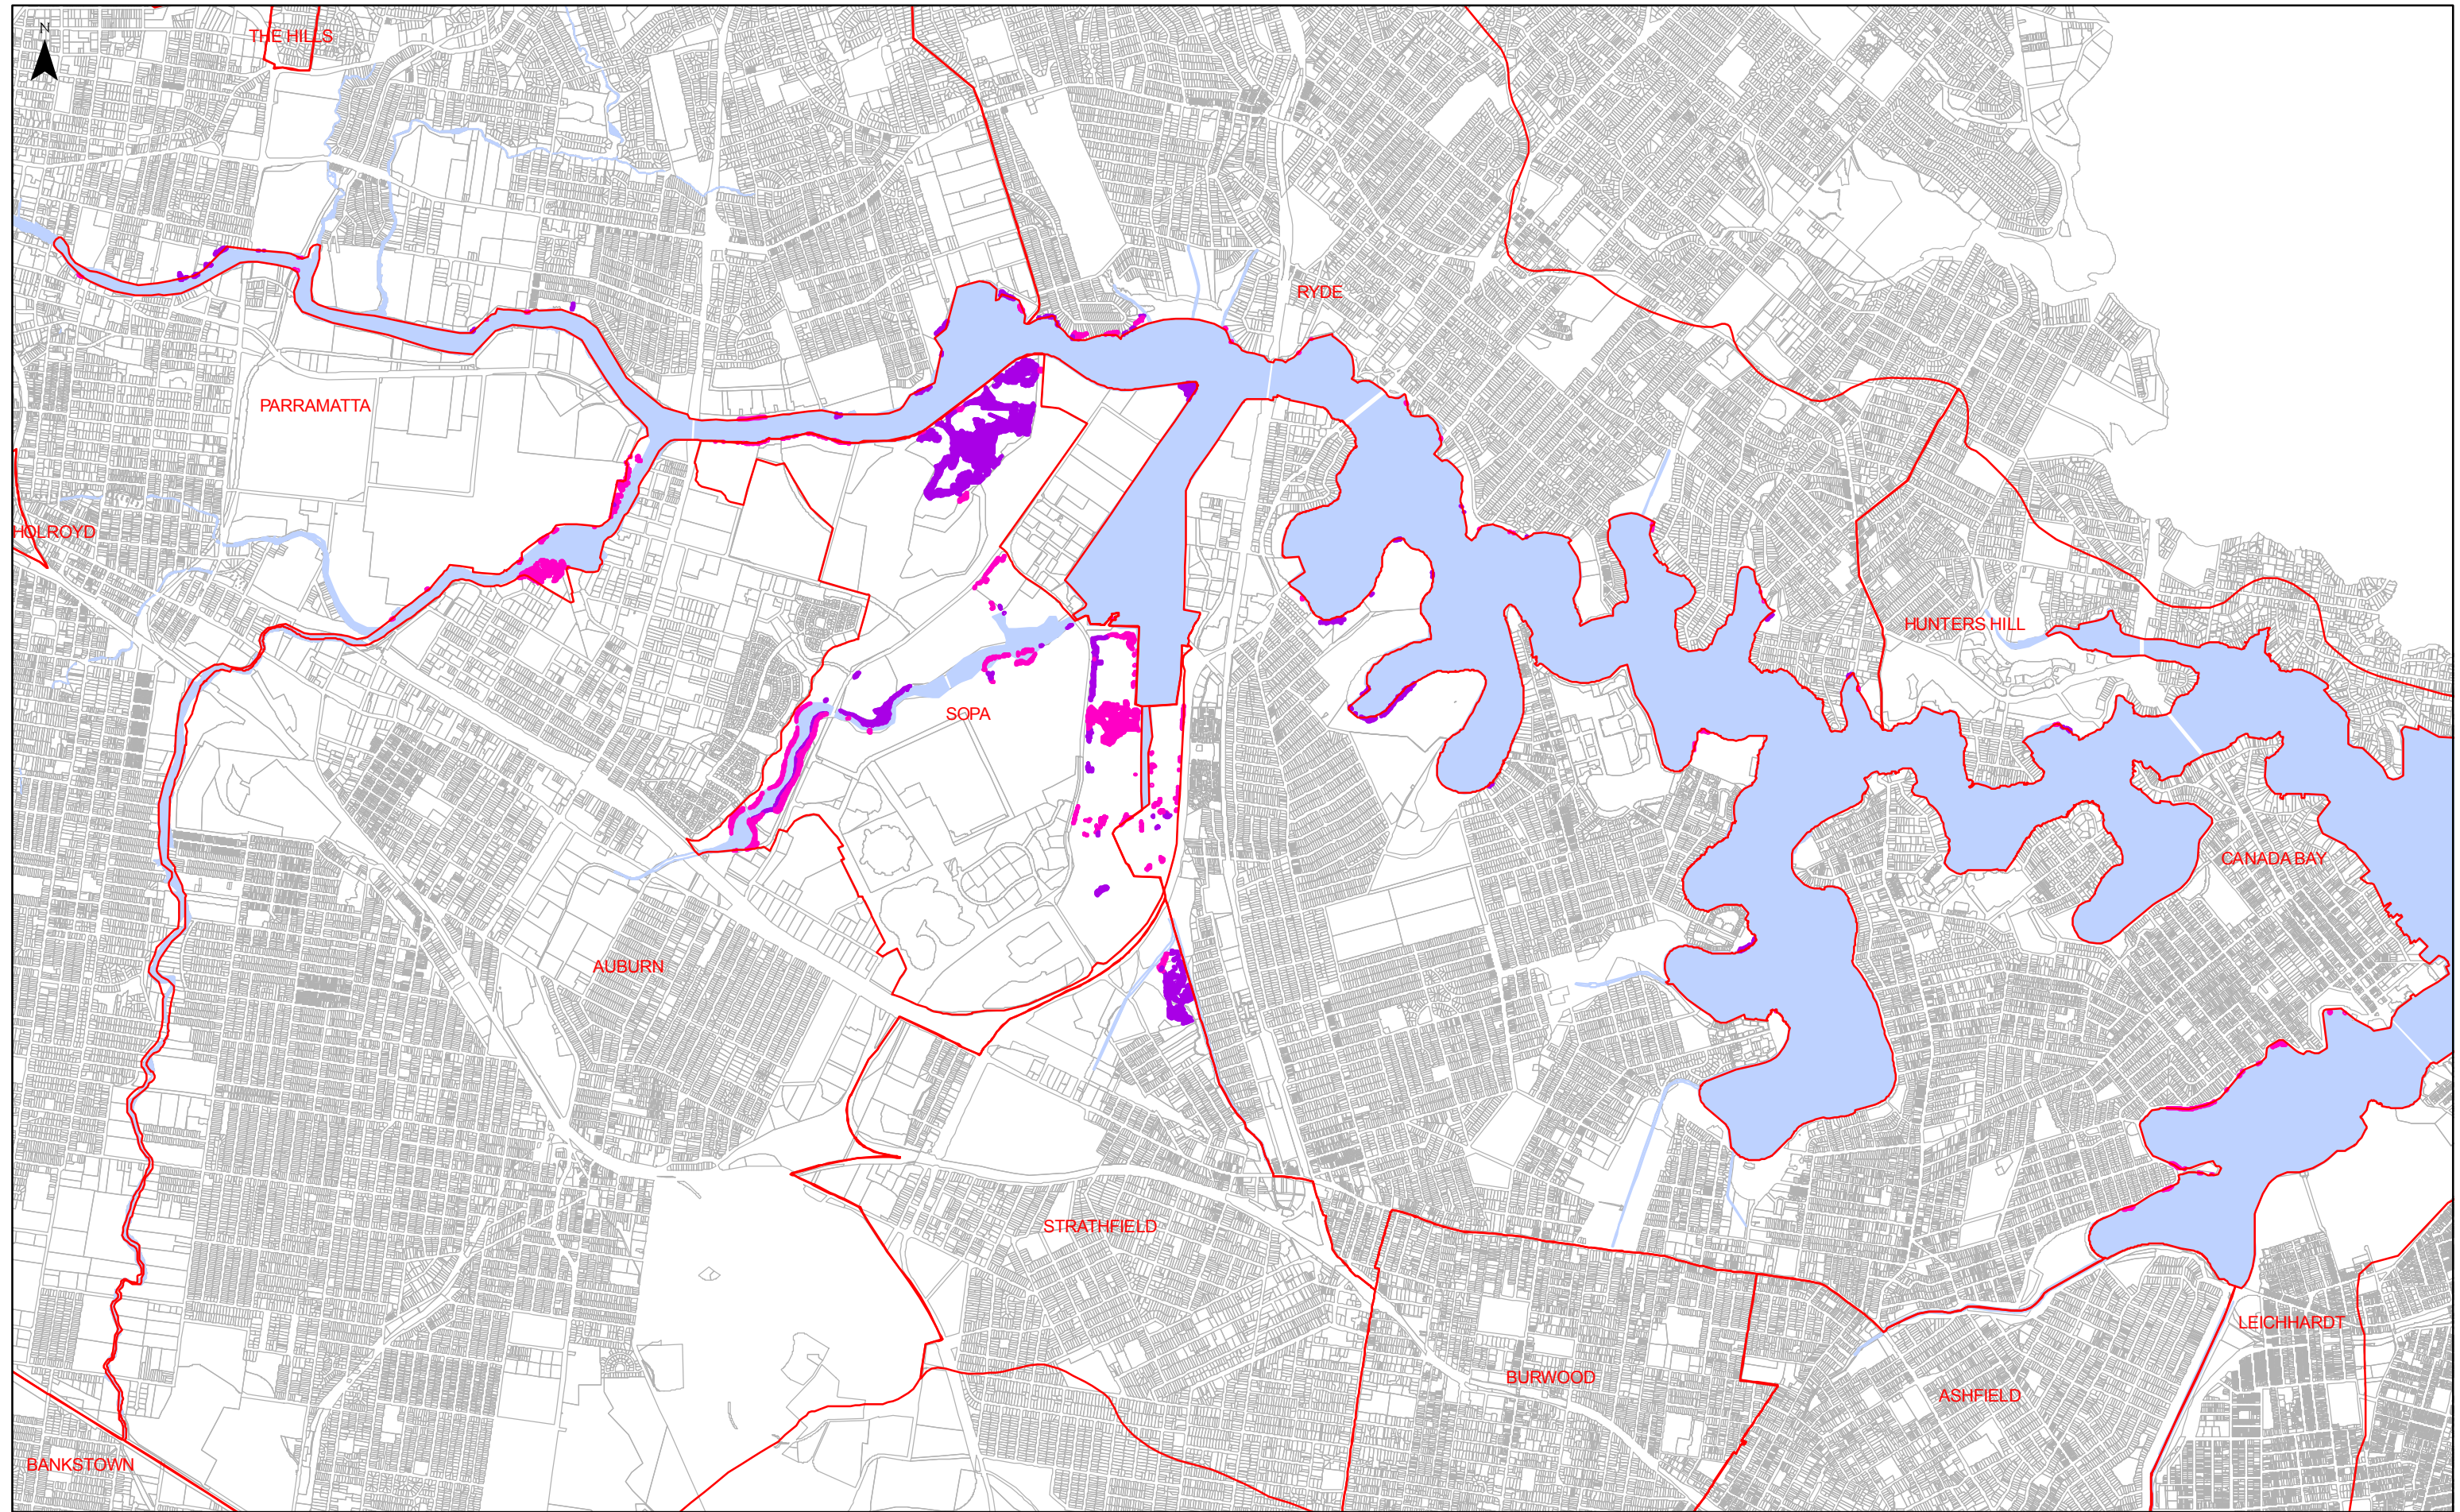 N
THE HILLS
RYDE
PARRAMATTA
HOLROYD
HUNTERS HILL
SOPA
CANADA BAY
AUBURN
STRATHFIELD
LEICHHARDT
BURWOOD
ASHFIELD
BANKSTOWN